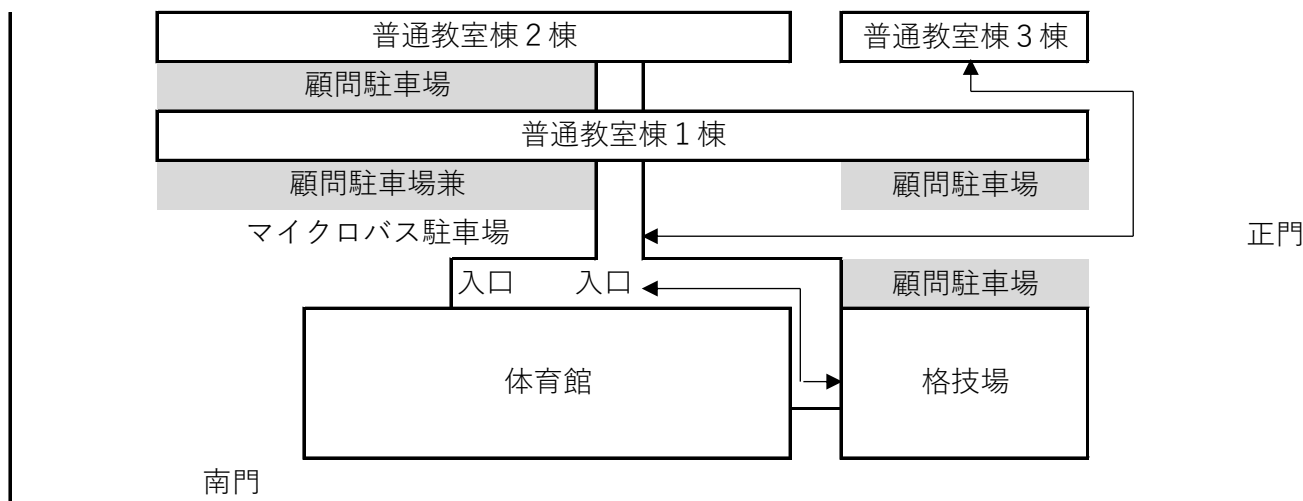 普通教室棟２棟
普通教室棟３棟
顧問駐車場
普通教室棟１棟
顧問駐車場兼
顧問駐車場
マイクロバス駐車場
正門
入口
入口
顧問駐車場
体育館
格技場
南門